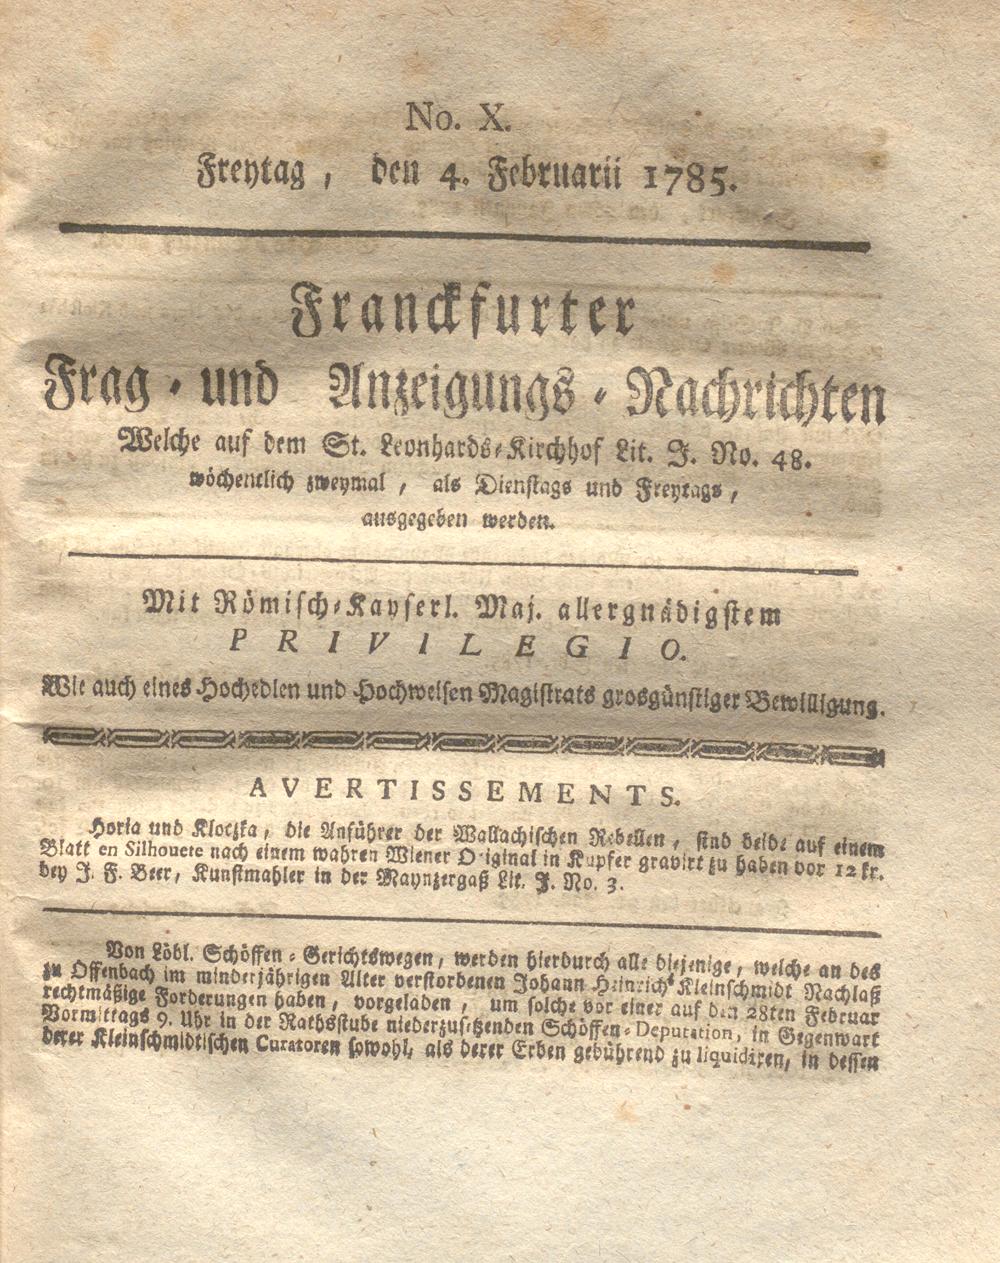 No. X.
Freytag, den 4. Februarii 1785.
Franckfurter
Frag- und Anzeigungs-Nachrichten
Welche auf dem St. Leonhards-Kirchhof Lit. J. No. 48.
wöchentlich zweymal, als Dienstags und Freytags,
ausgegeben werden.
Mit Römisch-Kayserl. Maj. allergnädigstem
PRIVILEGIO.
Wie auch eines Hochedlen und Hochweisen Magistrats grosgünstiger Bewilligung.
AVERTISSEMENTS.
Horia und Kloczka, die Anführer der Wallachischen Rebellen, sind beide auf einem
Blatt en Silhouete nach einem wahren Wiener Original in Kupfer gravirt zu haben vor 12 kr.
bey J. F. Beer, Kunstmahler in der Maynzergaß Lit. J. No. 3.
Von Löbl. Schöffen-Gerichtswegen, werden hierdurch alle diejenige, welche an des
zu Offenbach im minderjährigen Alter verstorbenen Johann Heinrich Kleinschmidt Nachlaß
rechtmäßige Forderungen haben, vorgeladen, um solche vor einer auf den 28ten Februar
Vormittags 9. Uhr in der Rathsstube niederzusetzenden Schöffen-Deputation, in Gegenwart
derer Kleinschmidtischen Curatoren sowohl, als derer Erben gebührend zu liquidiren, in dessen